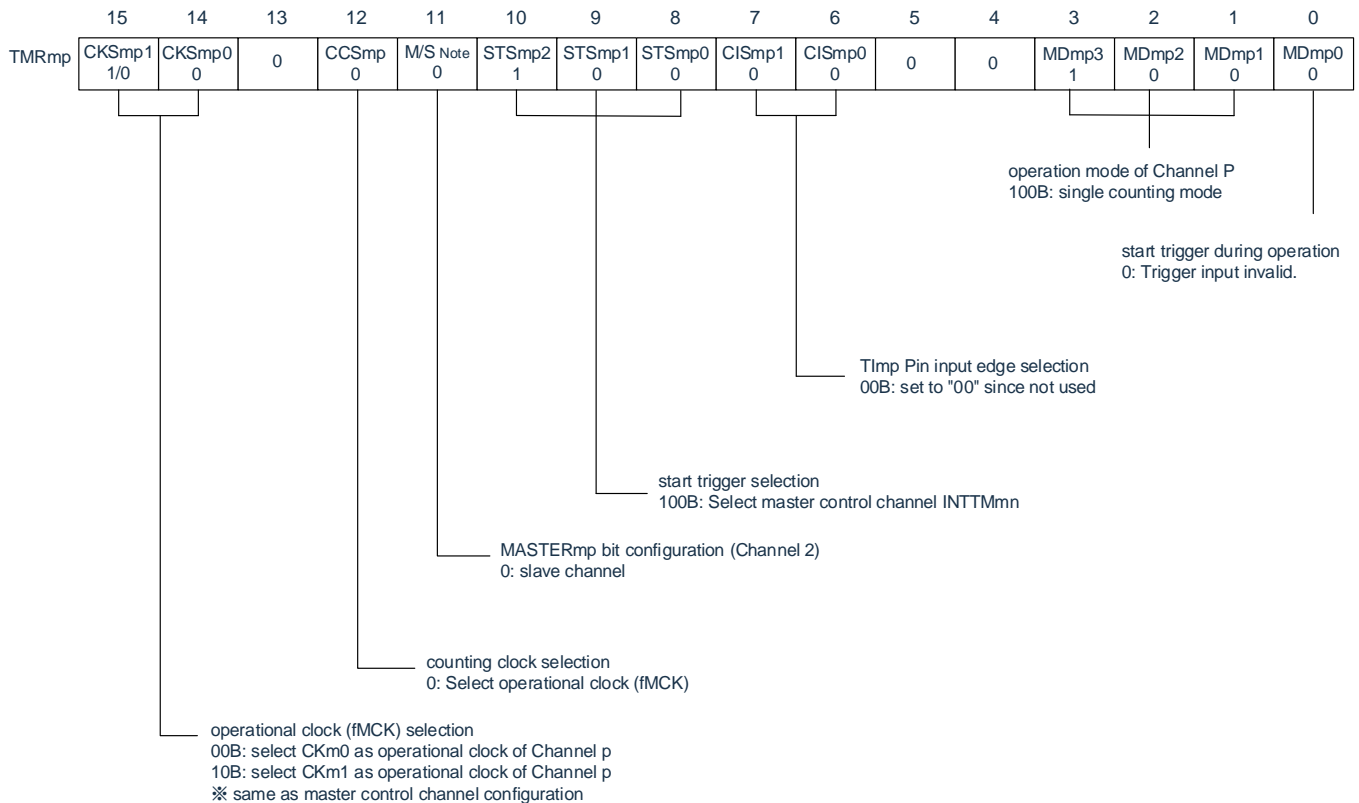 15 14 13 12 11 10 9 8 7 6 5 4 3 2 1 0
TMRmp CKSmp1 CKSmp0 0 CCSmp M/S Note STSmp2 STSmp1 STSmp0 CISmp1 CISmp0 0 0 MDmp3 MDmp2 MDmp1 MDmp0
1/0 0 0 0 1 0 0 0 0 1 0 0 0
operation mode of Channel P
100B: single counting mode
start trigger during operation
0: Trigger input invalid.
TImp Pin input edge selection
00B: set to "00" since not used
start trigger selection
100B: Select master control channel INTTMmn
MASTERmp bit configuration (Channel 2)
0: slave channel
counting clock selection
0: Select operational clock (fMCK)
operational clock (fMCK) selection
00B: select CKm0 as operational clock of Channel p
10B: select CKm1 as operational clock of Channel p
※ same as master control channel configuration